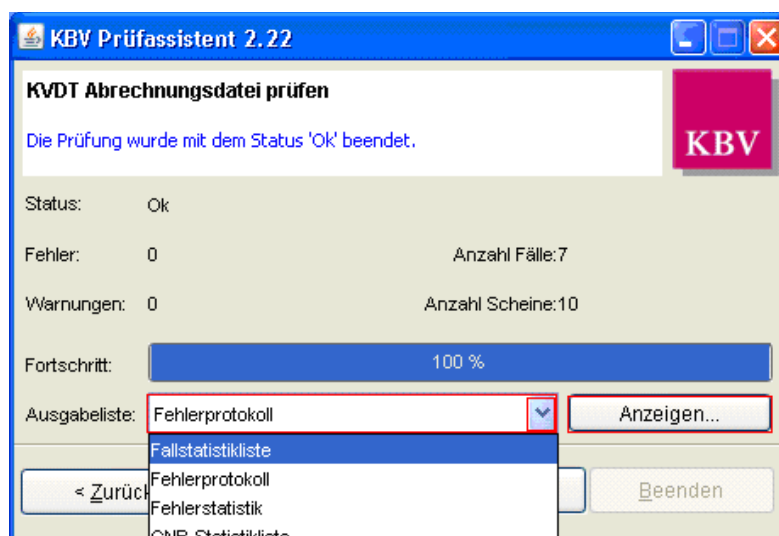 KBV Prüfassistent 2.22
KVDT Abrechnungsdatei prüfen
Die Prüfung wurde mit dem Status 'Ok' beendet.
KBV
Status: Ok
Fehler: 0 Anzahl Fälle:7
Warnungen: 0 Anzahl Scheine:10
Fortschritt: 100 %
Ausgabeliste: Fehlerprotokoll Anzeigen...
Fallstatistikliste
Fehlerprotokoll
< Zurück Beenden
Fehlerstatistik